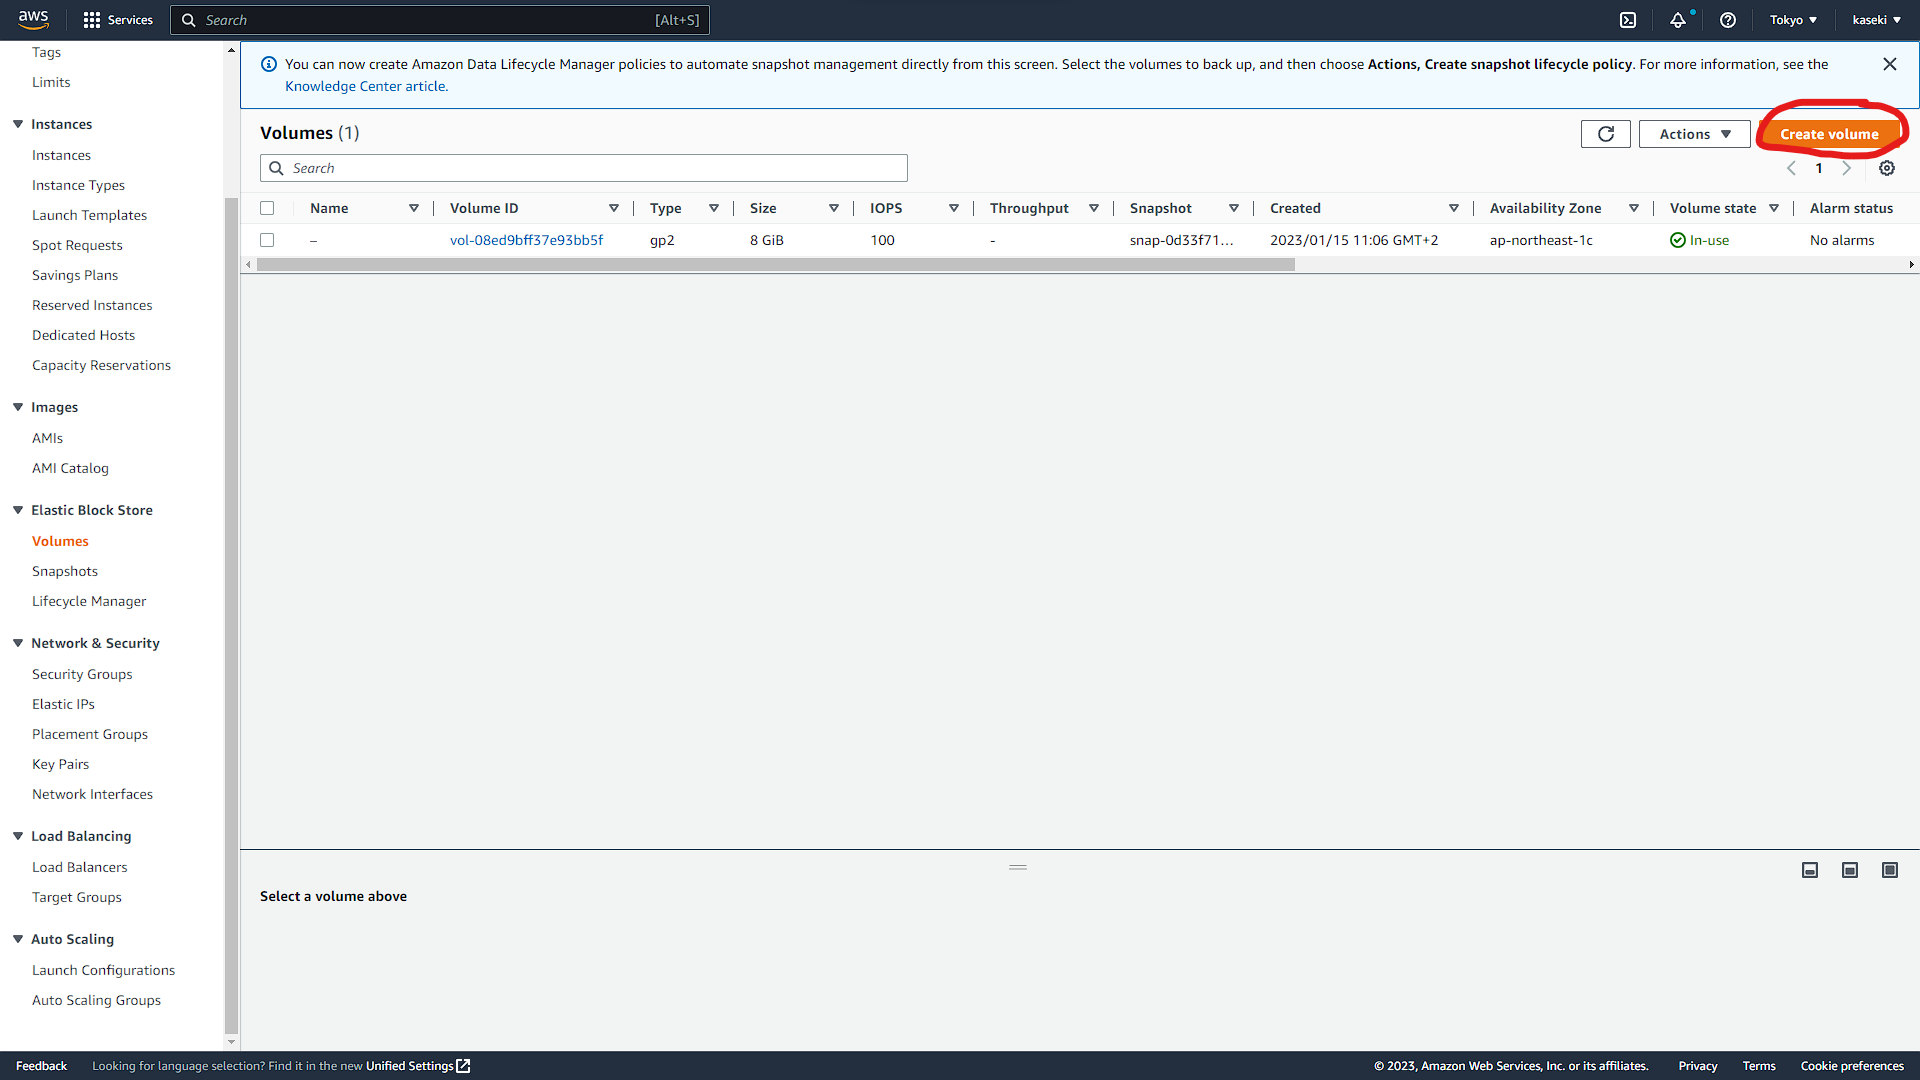 aws
Services
Search [Alt+S]
Tokyo ▼
kaseki ▼
Tags
Limits
Instances
Instances
Instance Types
Launch Templates
Spot Requests
Savings Plans
Reserved Instances
Dedicated Hosts
Capacity Reservations
Images
AMIs
AMI Catalog
Elastic Block Store
Volumes
Snapshots
Lifecycle Manager
Network & Security
Security Groups
Elastic IPs
Placement Groups
Key Pairs
Network Interfaces
Load Balancing
Load Balancers
Target Groups
Auto Scaling
Launch Configurations
Auto Scaling Groups
You can now create Amazon Data Lifecycle Manager policies to automate snapshot management directly from this screen. Select the volumes to back up, and then choose Actions, Create snapshot lifecycle policy. For more information, see the
Knowledge Center article.
Volumes (1)
Actions ▼
Create volume
Search
1
Name Volume ID Type Size IOPS Throughput Snapshot Created Availability Zone Volume state Alarm status
– vol-08ed9bff37e93bb5f gp2 8 GiB 100 - snap-0d33f71... 2023/01/15 11:06 GMT+2 ap-northeast-1c In-use No alarms
Select a volume above
Feedback
Looking for language selection? Find it in the new Unified Settings
© 2023, Amazon Web Services, Inc. or its affiliates.
Privacy
Terms
Cookie preferences